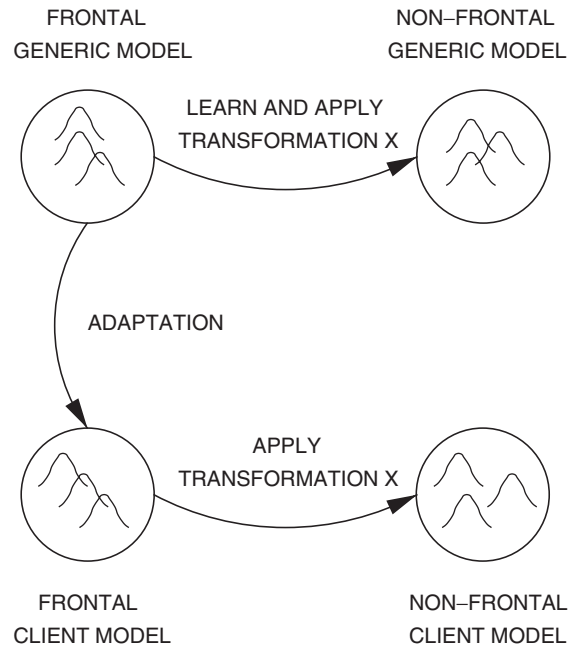 FRONTAL
GENERIC MODEL
NON–FRONTAL
GENERIC MODEL
LEARN AND APPLY
TRANSFORMATION X
ADAPTATION
APPLY
TRANSFORMATION X
FRONTAL
CLIENT MODEL
NON–FRONTAL
CLIENT MODEL